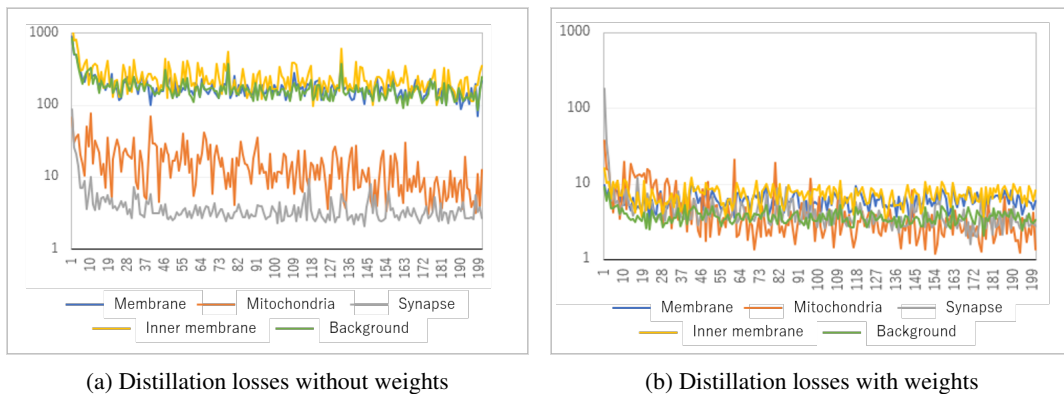 1000
100
10
1
1 10 19 28 37 46 55 64 73 82 91 100 109 118 127 136 145 154 163 172 181 190 199
Membrane Mitochondria Synapse
Inner membrane Background
(a) Distillation losses without weights
1000
100
10
1
1 10 19 28 37 46 55 64 73 82 91 100 109 118 127 136 145 154 163 172 181 190 199
Membrane Mitochondria Synapse
Inner membrane Background
(b) Distillation losses with weights